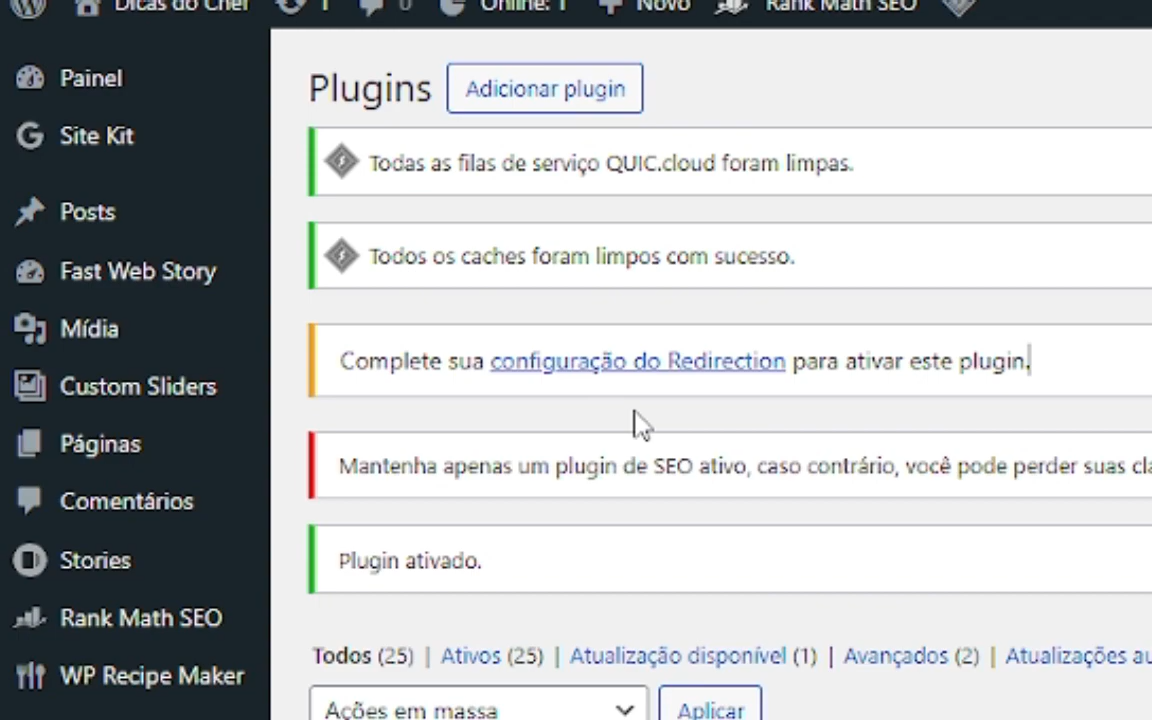 Dicas do Chef 1 0 Online: 1 Novo Rank Math SEO
Painel
Site Kit
Posts
Fast Web Story
Mídia
Custom Sliders
Páginas
Comentários
Stories
Rank Math SEO
WP Recipe Maker
Plugins Adicionar plugin
Todas as filas de serviço QUIC.cloud foram limpas.
Todos os caches foram limpos com sucesso.
Complete sua configuração do Redirection para ativar este plugin.
Mantenha apenas um plugin de SEO ativo, caso contrário, você pode perder suas cla
Plugin ativado.
Todos (25) | Ativos (25) | Atualização disponível (1) | Avançados (2) | Atualizações au
Ações em massa Aplicar